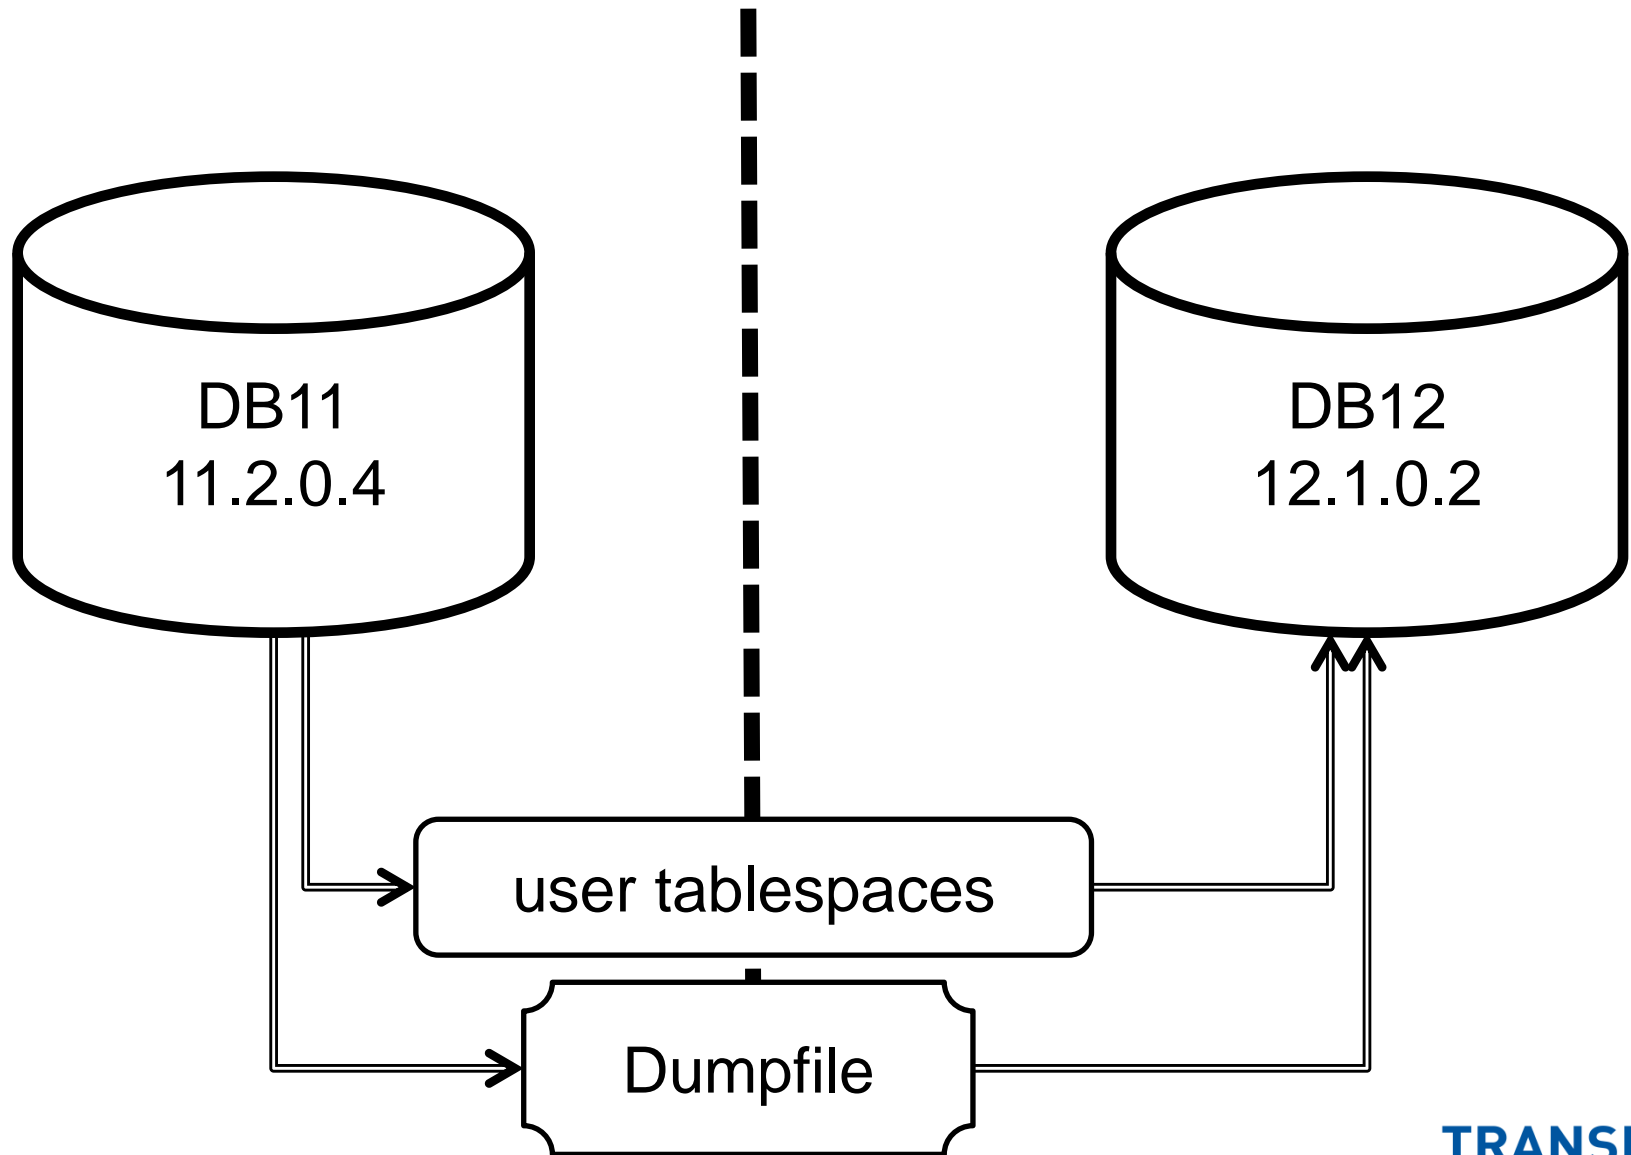 DB11
11.2.0.4
DB12
12.1.0.2
user tablespaces
Dumpfile